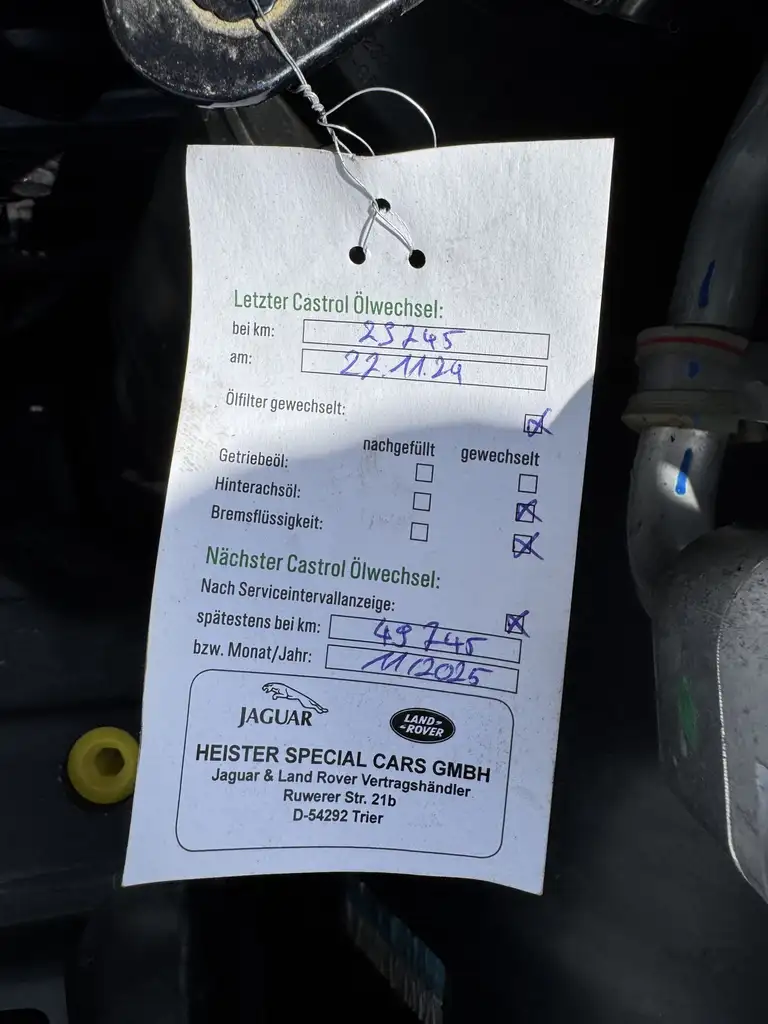 Letzter Castrol Ölwechsel:
bei km: 23745
am: 22.11.24
Ölfilter gewechselt:
nachgefüllt gewechselt
Getriebeöl:
Hinterachsöl:
Bremsflüssigkeit:
Nächster Castrol Ölwechsel:
Nach Serviceintervallanzeige:
spätestens bei km: 49745
bzw. Monat/Jahr: 11/2025
JAGUAR LAND ROVER
HEISTER SPECIAL CARS GMBH
Jaguar & Land Rover Vertragshändler
Ruwerer Str. 21b
D-54292 Trier